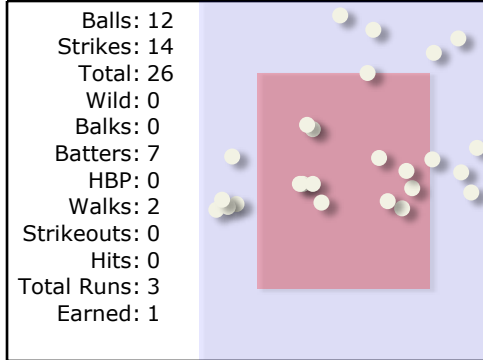 Balls: 12
Strikes: 14
Total: 26
Wild: 0
Balks: 0
Batters: 7
HBP: 0
Walks: 2
Strikeouts: 0
Hits: 0
Total Runs: 3
Earned: 1